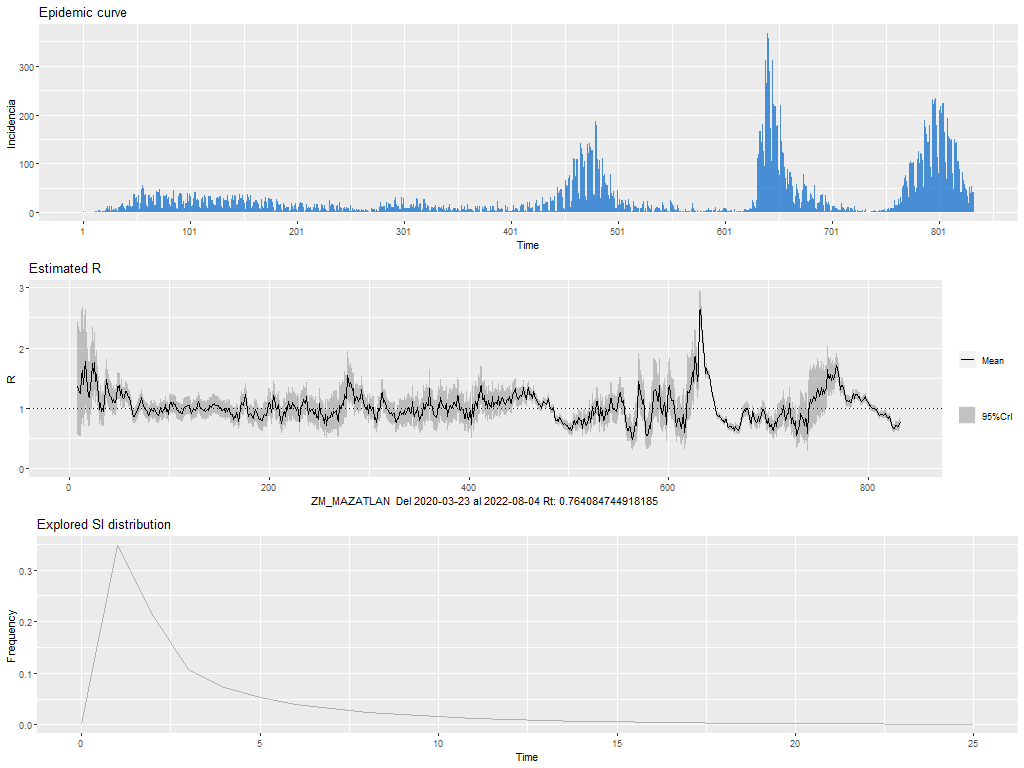 Epidemic curve
Incidencia
300
200
100
0
1 101 201 301 401 501 601 701 801
Time
Estimated R
R
3
2
1
0
Mean
95%CrI
0 200 400 600 800
ZM_MAZATLAN Del 2020-03-23 al 2022-08-04 Rt: 0.764084744918185
Explored SI distribution
Frequency
0.3
0.2
0.1
0.0
0 5 10 15 20 25
Time